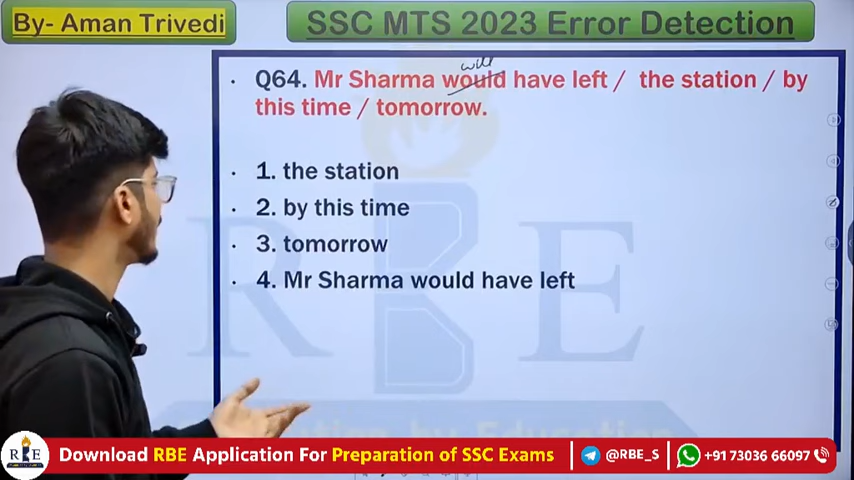 By- Aman Trivedi
SSC MTS 2023 Error Detection
will
Q64. Mr Sharma would have left / the station / by
this time / tomorrow.
1. the station
2. by this time
3. tomorrow
4. Mr Sharma would have left
RBE
RBE
Download RBE Application For Preparation of SSC Exams
@RBE_S
+91 73036 66097